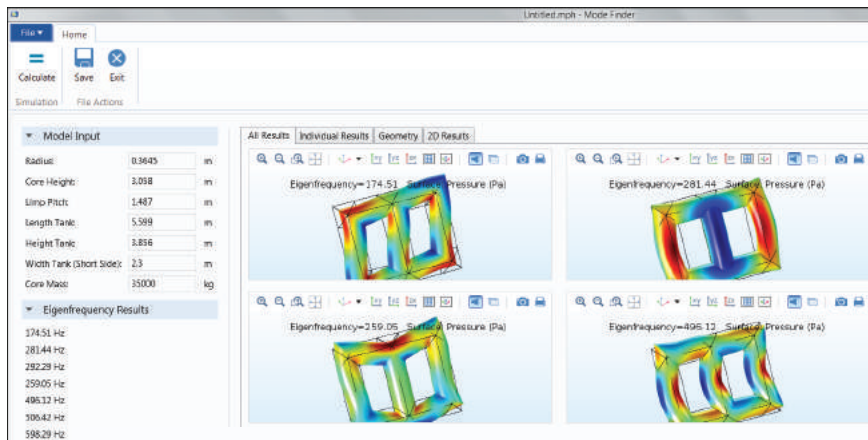 Untitled.mph - Mode Finder
File Home
Calculate Save Exit
Simulation File Actions
Model Input
Radius: 0.3645 m
Core Height: 3.058 m
Limp Pitch: 1.487 m
Length Tank: 5.599 m
Height Tank: 3.856 m
Width Tank (Short Side): 2.3 m
Core Mass: 35000 kg
Eigenfrequency Results
174.51 Hz
281.44 Hz
292.29 Hz
259.05 Hz
496.12 Hz
506.42 Hz
598.29 Hz
All Results Individual Results Geometry 2D Results
Eigenfrequency=174.51 Surface: Pressure (Pa)
Eigenfrequency=281.44 Surface: Pressure (Pa)
Eigenfrequency=259.05 Surface: Pressure (Pa)
Eigenfrequency=496.12 Surface: Pressure (Pa)